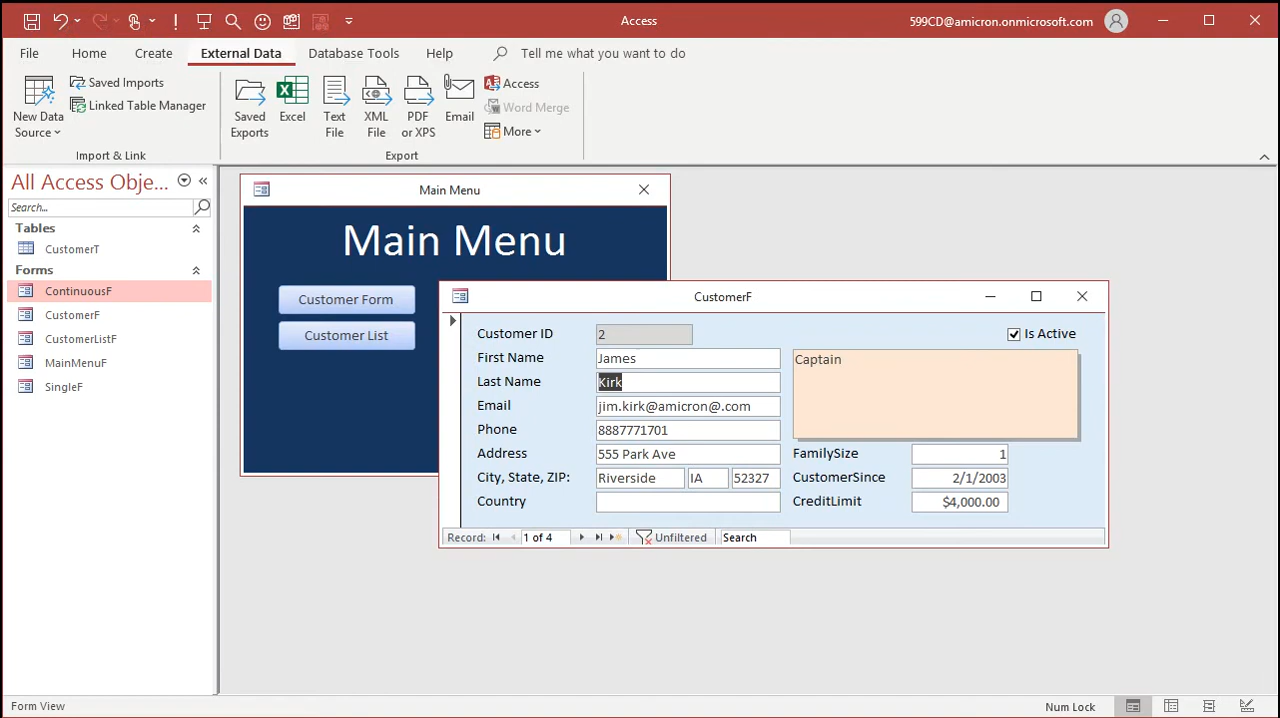 Access
599CD@amicron.onmicrosoft.com
File Home Create External Data Database Tools Help Tell me what you want to do
New Data Source
Saved Imports
Linked Table Manager
Import & Link
Saved Exports
Excel
Text File
XML File
PDF or XPS
Email
Access
Word Merge
More
Export
All Access Obje...
Search...
Tables
CustomerT
Forms
ContinuousF
CustomerF
CustomerListF
MainMenuF
SingleF
Main Menu
Main Menu
Customer Form
Customer List
CustomerF
Customer ID 2
Is Active
First Name James
Captain
Last Name Kirk
Email jim.kirk@amicron@.com
Phone 8887771701
Address 555 Park Ave
FamilySize 1
City, State, ZIP: Riverside IA 52327
CustomerSince 2/1/2003
Country
CreditLimit $4,000.00
Record: 1 of 4 Unfiltered Search
Form View
Num Lock